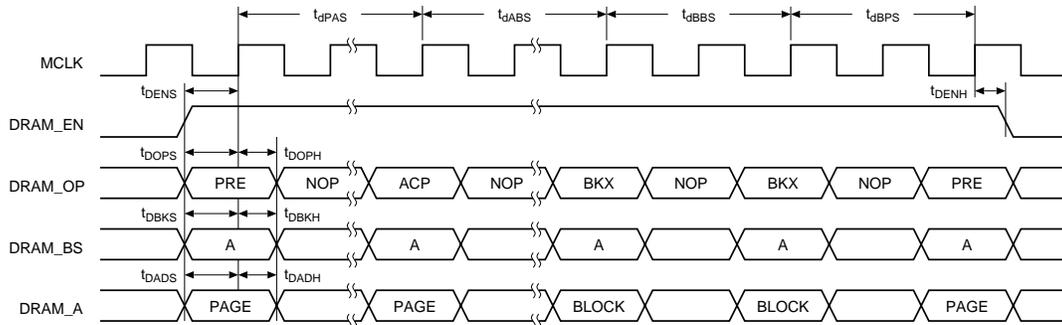 tdPAS tdABS tdBBS tdBPS
MCLK
tDENS tDENH
DRAM_EN
tDOPS tDOPH
DRAM_OP PRE NOP ACP NOP BKX NOP BKX NOP PRE
tDBKS tDBKH
DRAM_BS A A A A A
tDADS tDADH
DRAM_A PAGE PAGE BLOCK BLOCK PAGE